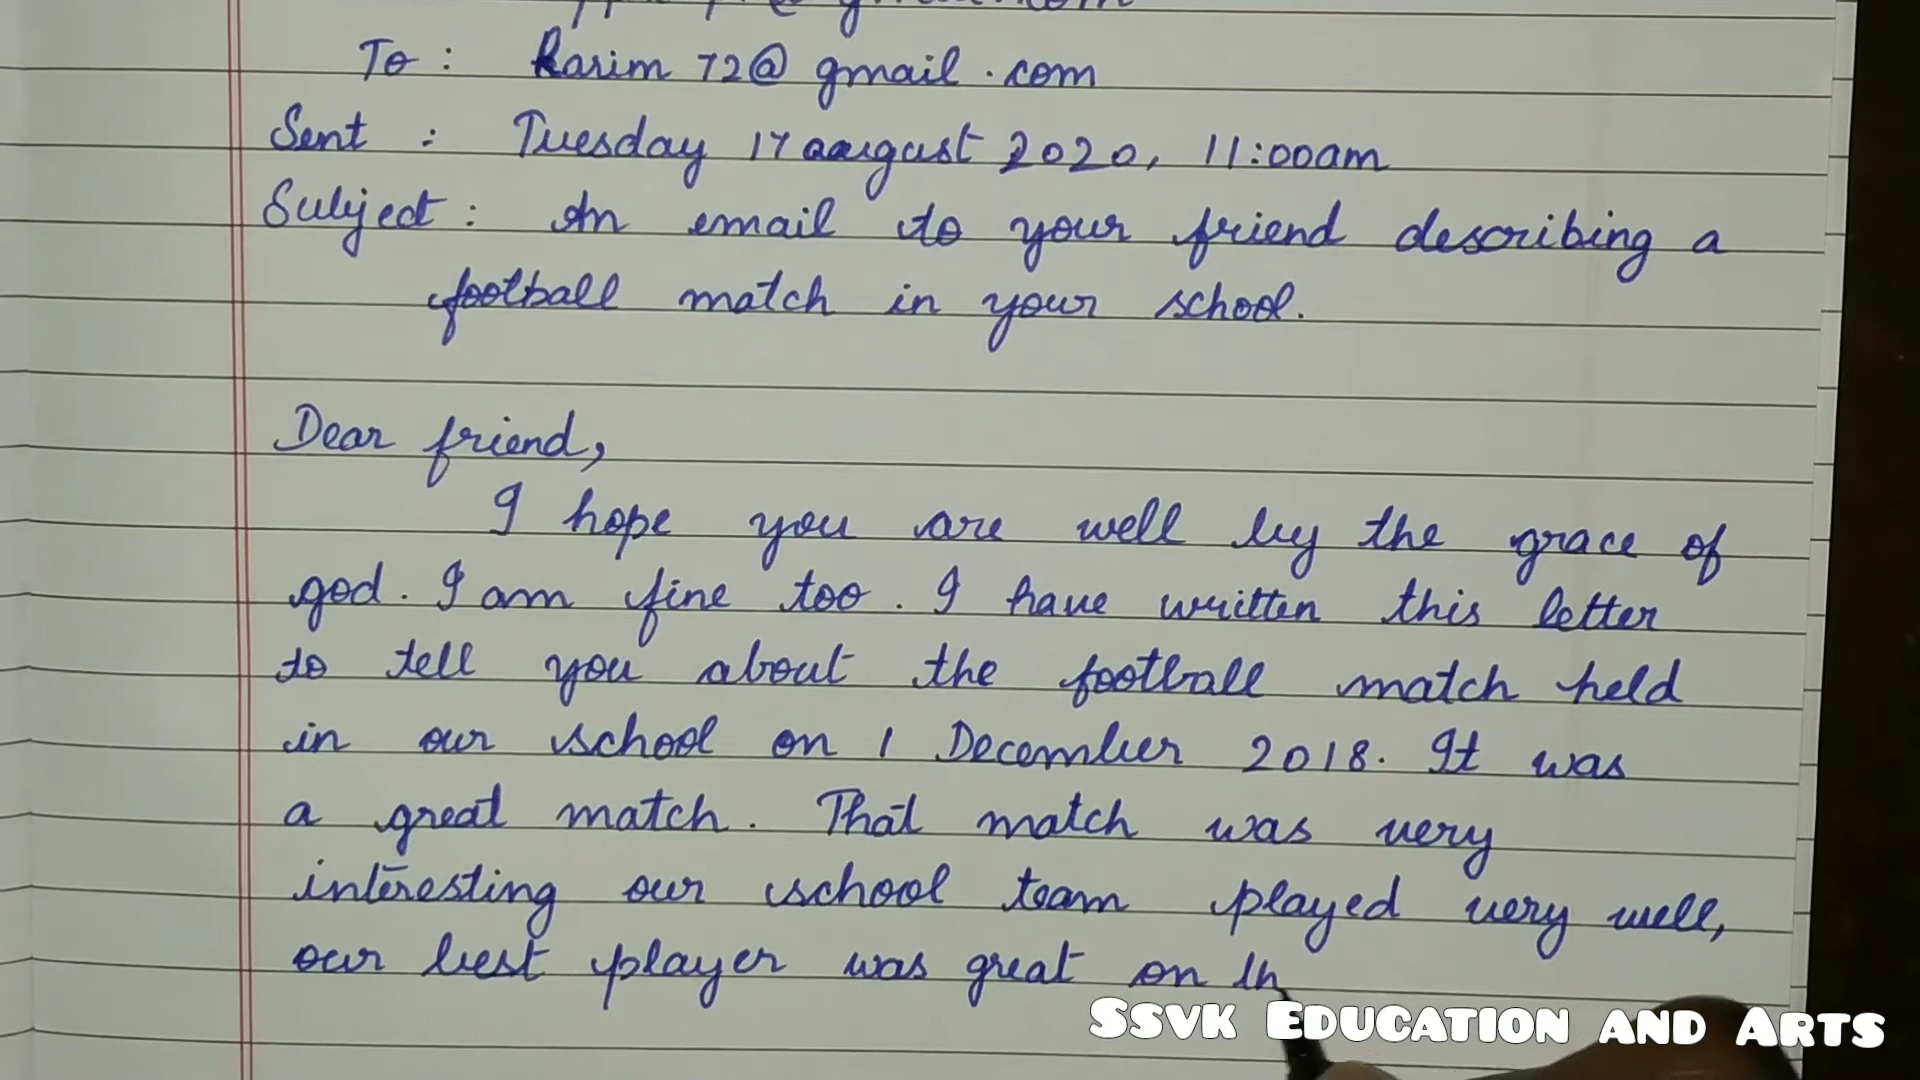 @gmail.com
To : Karim 72@ gmail.com
Sent : Tuesday 17 aaugust 2020, 11:00am
Subject : An email to your friend describing a
football match in your school.
Dear friend,
I hope you are well by the grace of
god. I am fine too. I have written this letter
to tell you about the football match held
in our school on 1 December 2018. It was
a great match. That match was very
interesting our school team played very well,
our best player was great on th
SSVK EDUCATION AND ARTS